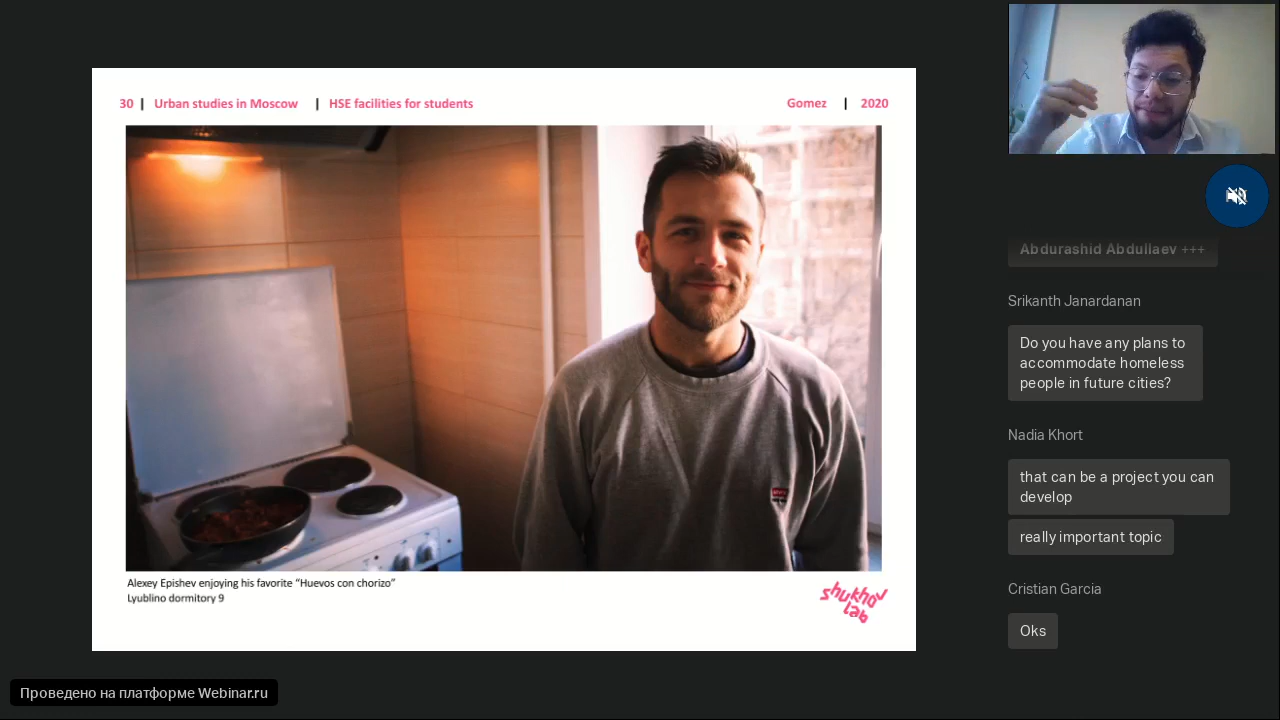 30 | Urban studies in Moscow | HSE facilities for students
Gomez | 2020
Alexey Epishev enjoying his favorite "Huevos con chorizo"
Lyublino dormitory 9
shukhov
lab
Abdurashid Abdullaev +++
Srikanth Janardanan
Do you have any plans to
accommodate homeless
people in future cities?
Nadia Khort
that can be a project you can
develop
really important topic
Cristian Garcia
Oks
Проведено на платформе Webinar.ru